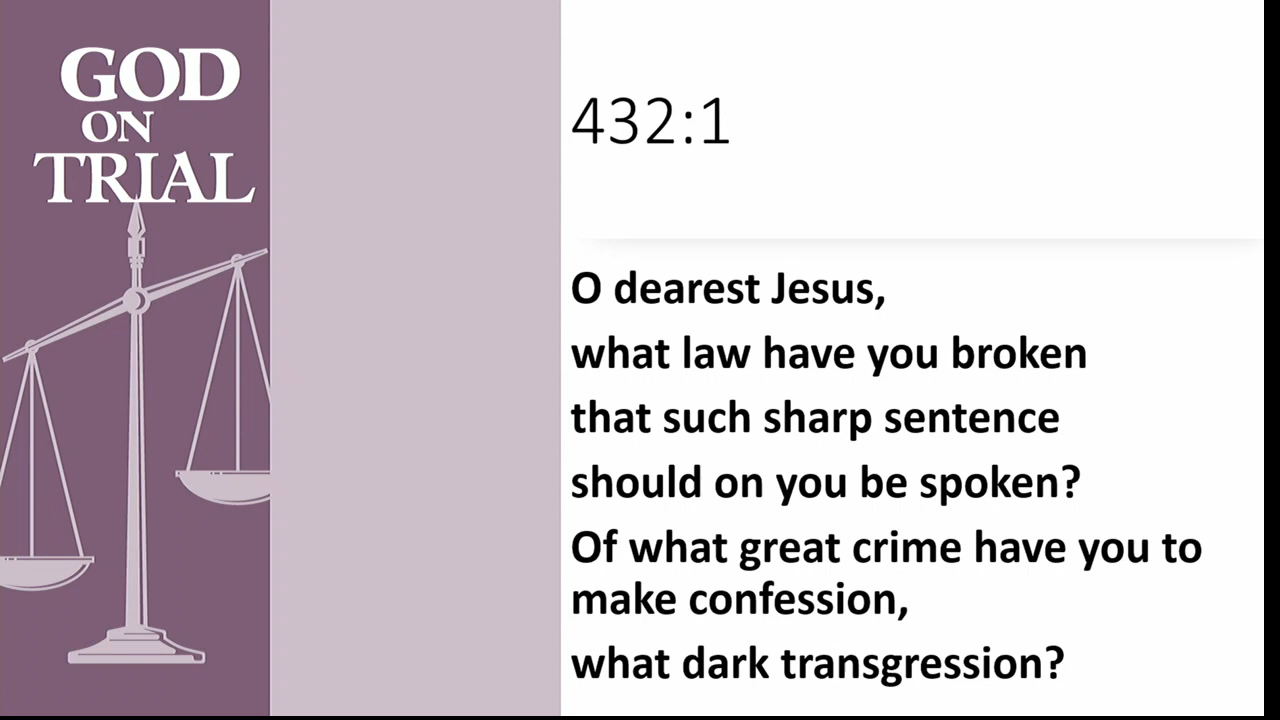 GOD
ON
TRIAL
432:1
O dearest Jesus,
what law have you broken
that such sharp sentence
should on you be spoken?
Of what great crime have you to
make confession,
what dark transgression?